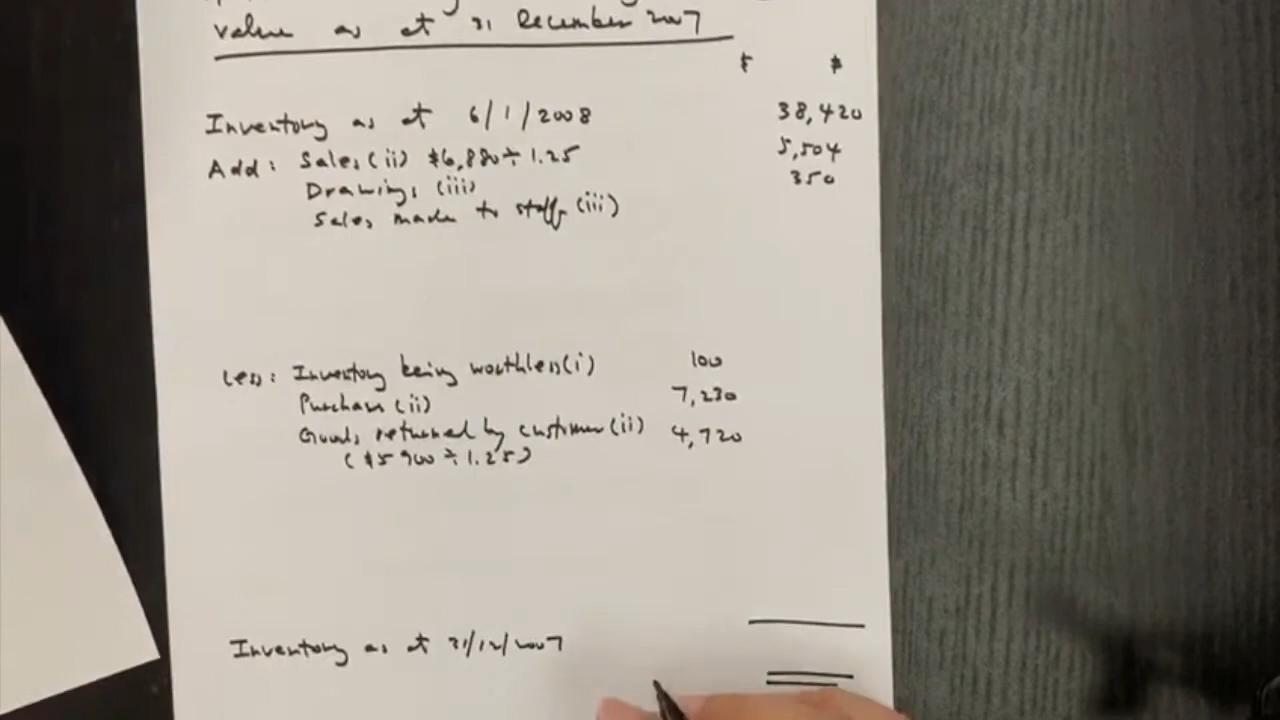 value as at 31 December 2007
$ $
Inventory as at 6/1/2008 38,420
Add: Sales (ii) $6,880 ÷ 1.25 5,504
Drawings (iii) 350
Sales made to staff (iii)
Less: Inventory being worthless (i) 100
Purchases (ii) 7,230
Goods returned by customer (ii) 4,720
($5 900 ÷ 1.25)
Inventory as at 31/12/2007